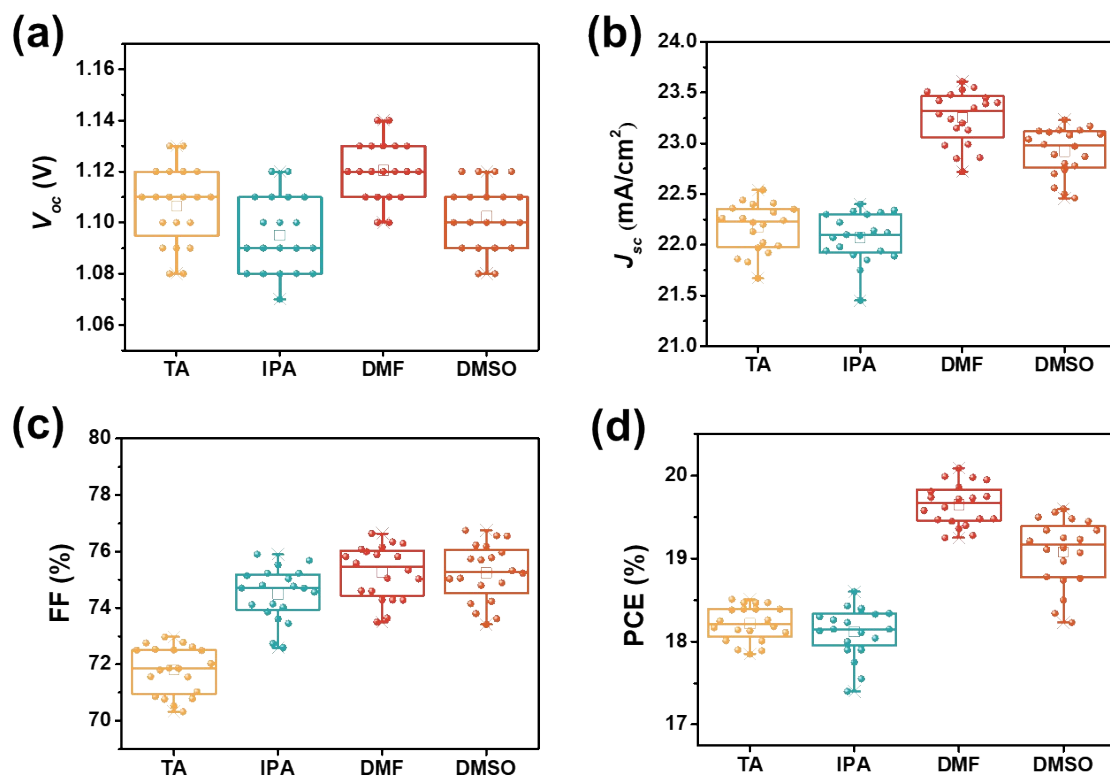 (a)
V_oc (V)
1.16
1.14
1.12
1.10
1.08
1.06
TA IPA DMF DMSO
(b)
J_sc (mA/cm²)
24.0
23.5
23.0
22.5
22.0
21.5
21.0
TA IPA DMF DMSO
(c)
FF (%)
80
78
76
74
72
70
TA IPA DMF DMSO
(d)
PCE (%)
20
19
18
17
TA IPA DMF DMSO